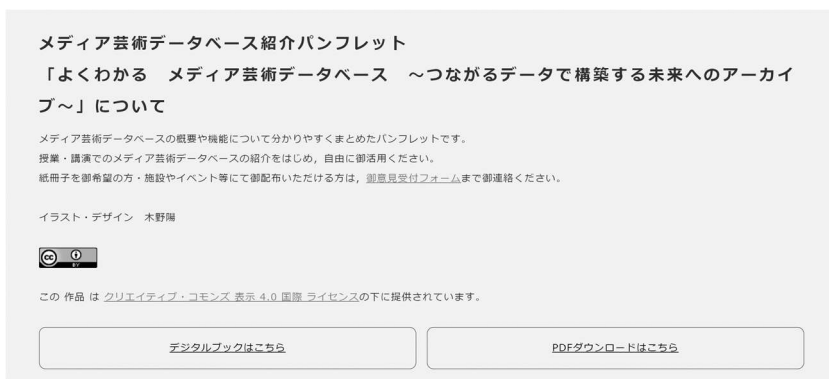 メディア芸術データベース紹介パンフレット
「よくわかる　メディア芸術データベース　～つながるデータで構築する未来へのアーカイ
ブ～」について
メディア芸術データベースの概要や機能について分かりやすくまとめたパンフレットです。
授業・講演でのメディア芸術データベースの紹介をはじめ，自由に御活用ください。
紙冊子を御希望の方・施設やイベント等にて御配布いただける方は，御意見受付フォームまで御連絡ください。
イラスト・デザイン　木野陽
cc BY
この 作品 は クリエイティブ・コモンズ 表示 4.0 国際 ライセンスの下に提供されています。
デジタルブックはこちら
PDFダウンロードはこちら